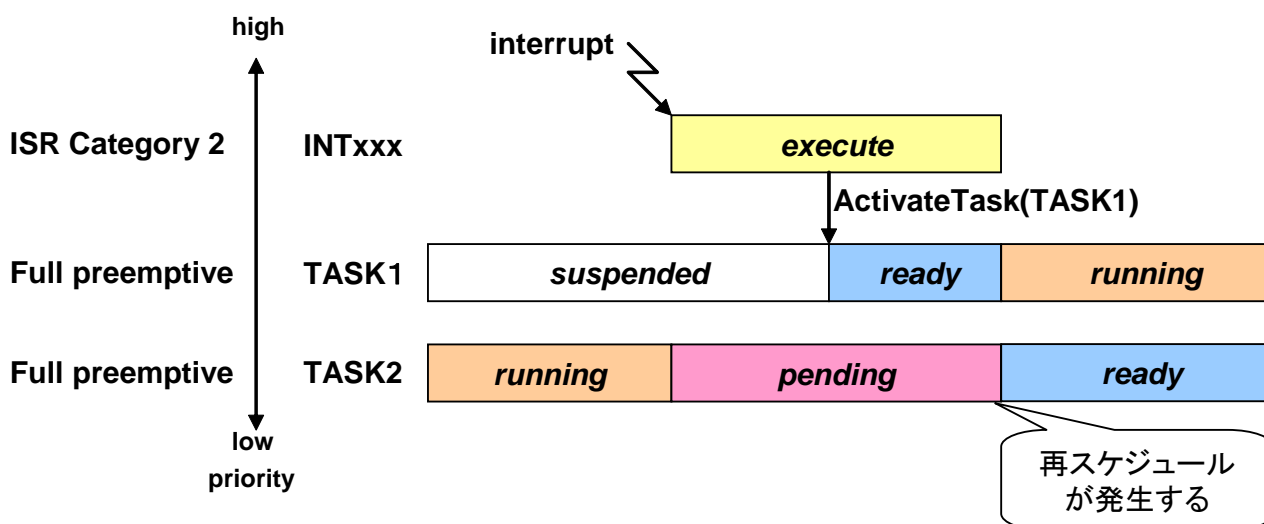 high
interrupt
ISR Category 2
INTxxx
execute
ActivateTask(TASK1)
Full preemptive
TASK1
suspended
ready
running
Full preemptive
TASK2
running
pending
ready
low
priority
再スケジュール
が発生する